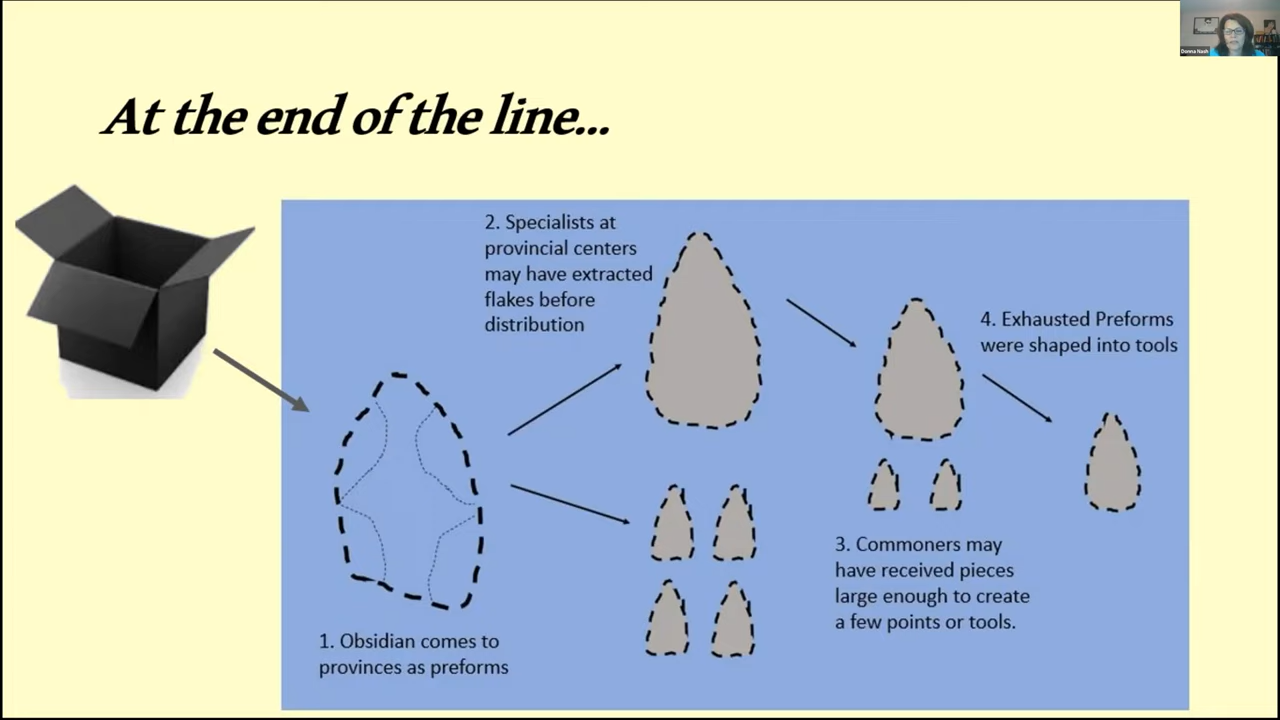 Donna Nash
At the end of the line...
2. Specialists at
provincial centers
may have extracted
flakes before
distribution
4. Exhausted Preforms
were shaped into tools
3. Commoners may
have received pieces
large enough to create
a few points or tools.
1. Obsidian comes to
provinces as preforms